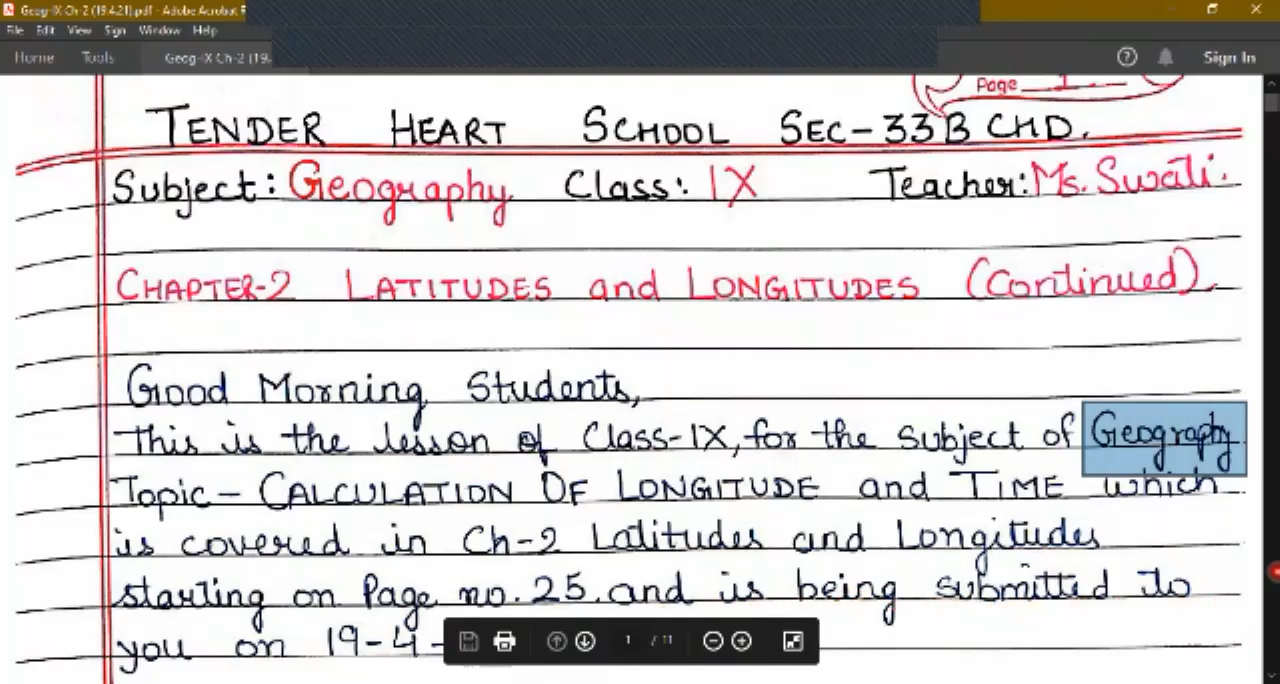 Geog-IX Ch-2 (19.4.21).pdf - Adobe Acrobat
File Edit View Sign Window Help
Home Tools Geog-IX Ch-2 (19. Sign In
Page 1
TENDER HEART SCHOOL SEC-33B CHD.
Subject: Geography Class: IX Teacher: Ms. Swati.
CHAPTER-2 LATITUDES and LONGITUDES (Continued).
Good Morning Students,
This is the lesson of Class-IX, for the subject of Geography
Topic - CALCULATION OF LONGITUDE and TIME which
is covered in Ch-2 Latitudes and Longitudes
starting on Page no. 25. and is being submitted to
you on 19-4-
1 / 11